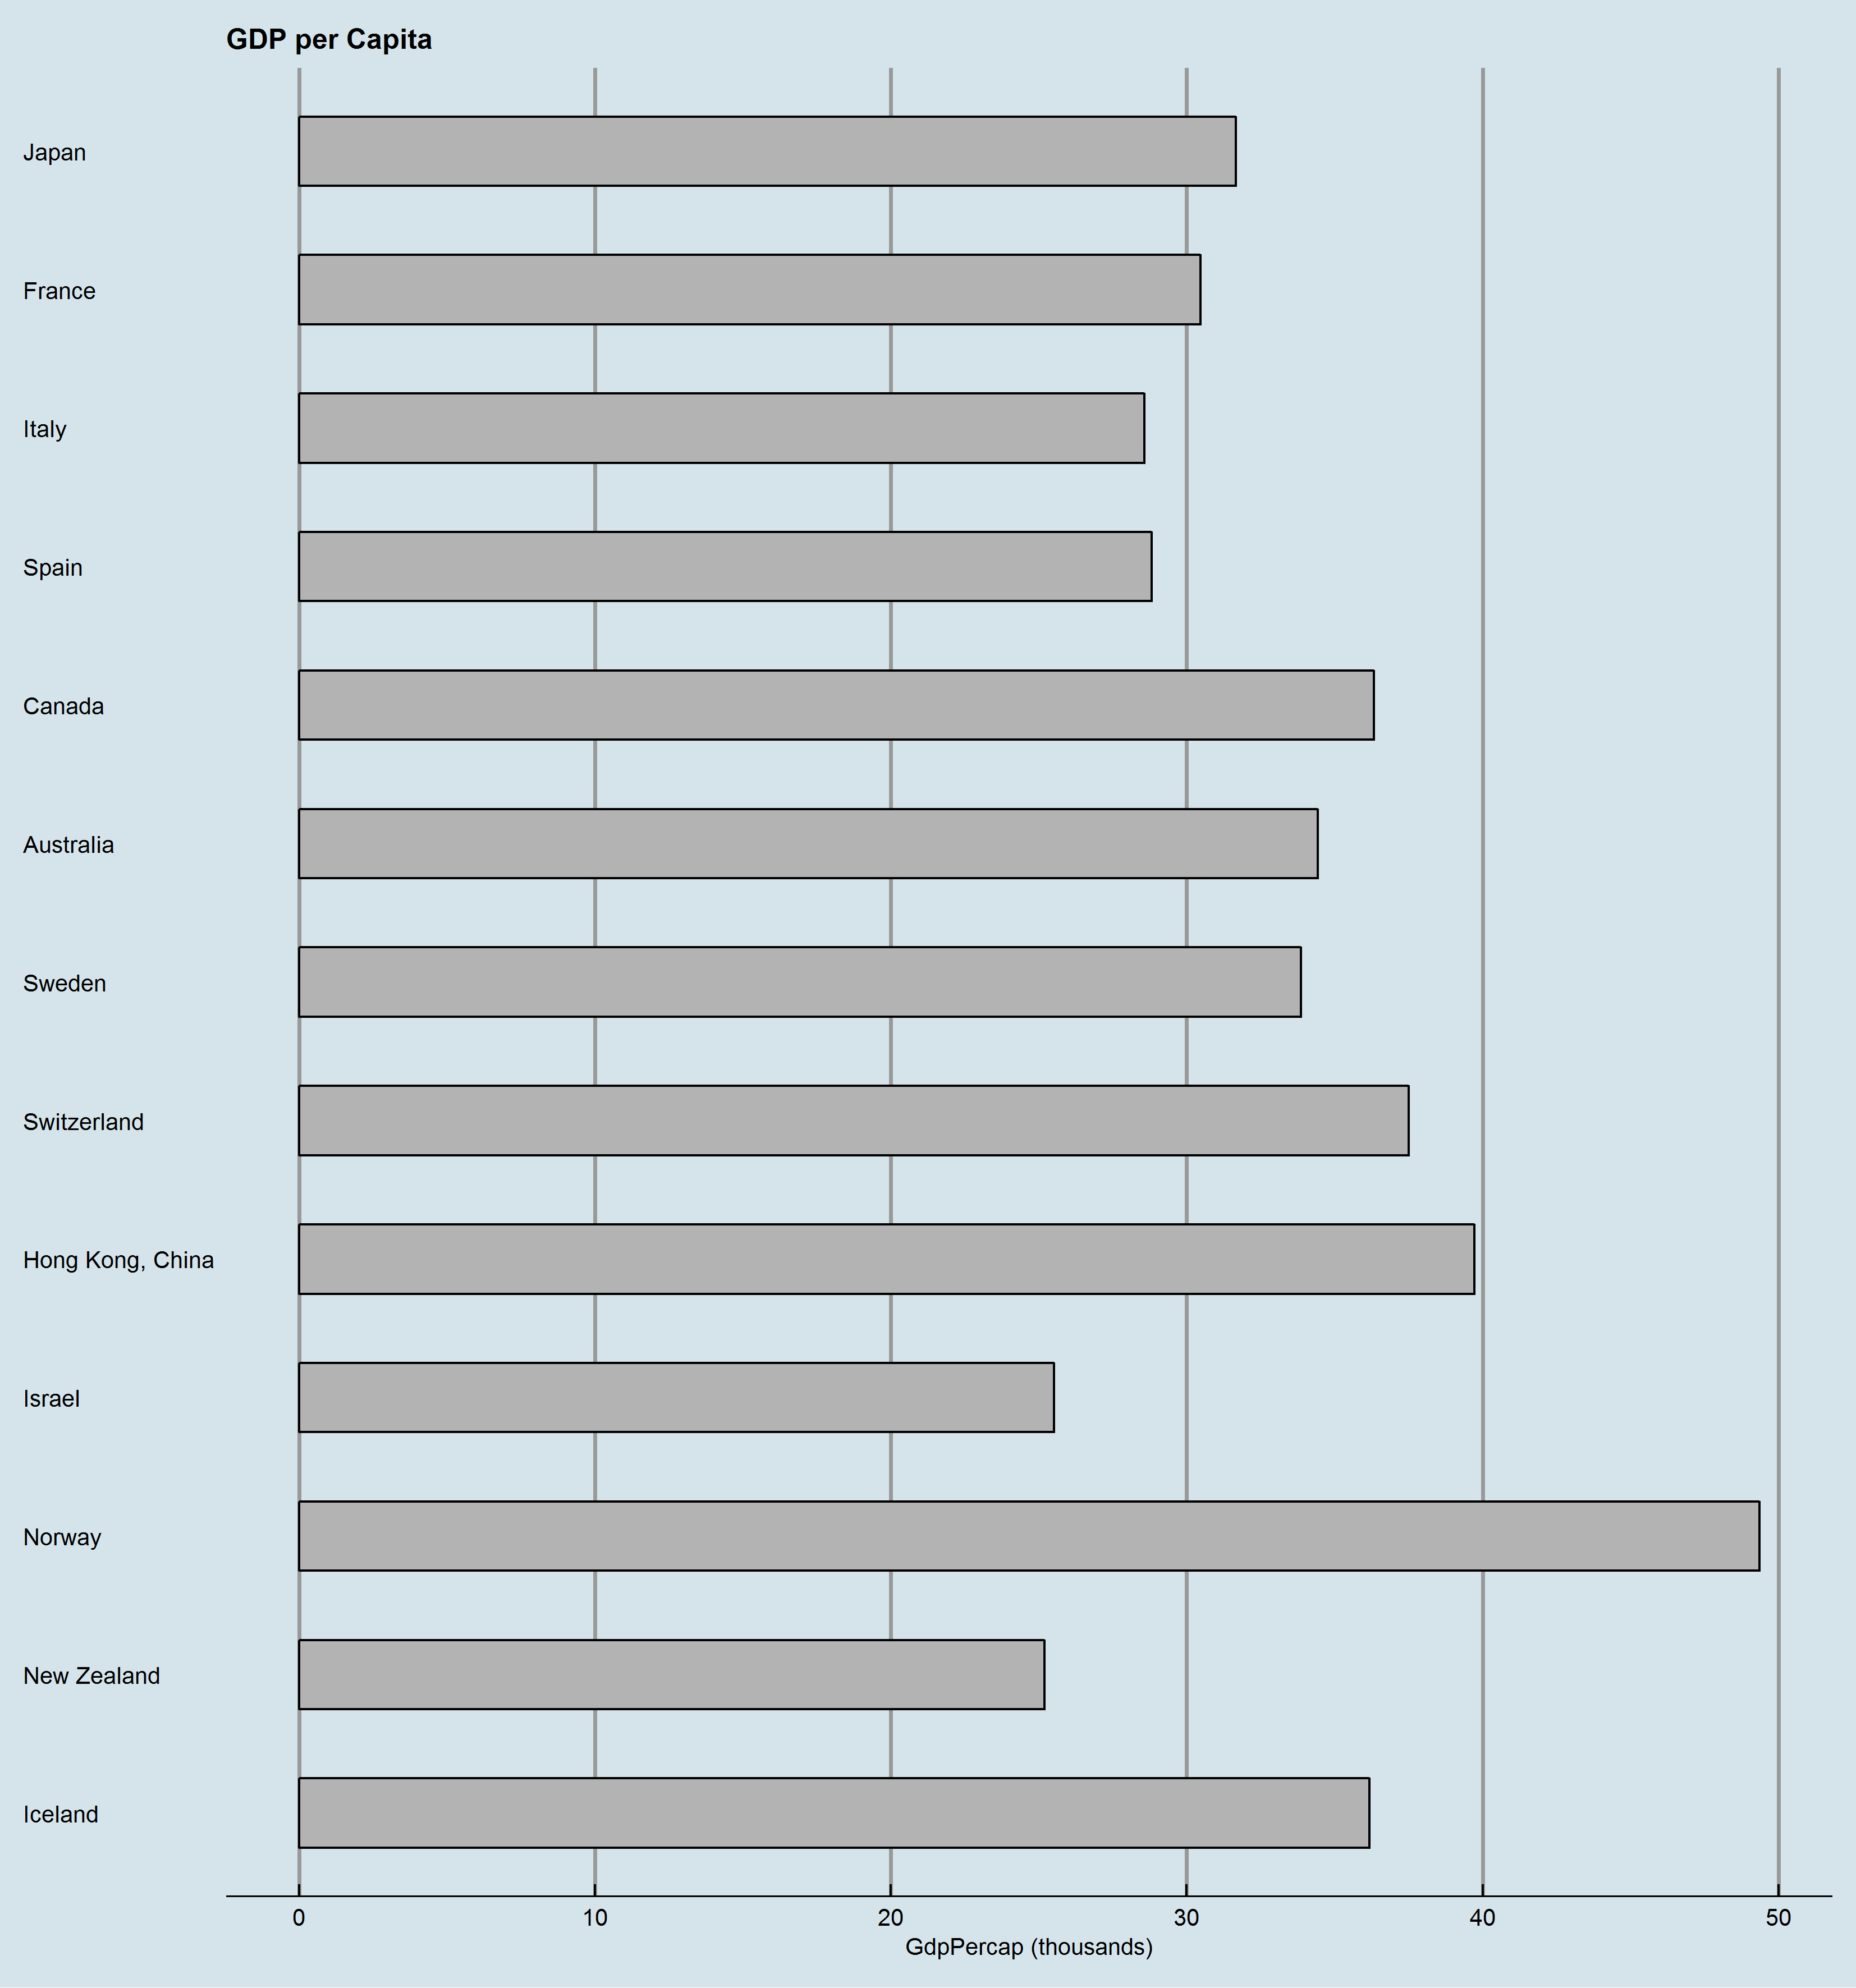 GDP per Capita
Japan
France
Italy
Spain
Canada
Australia
Sweden
Switzerland
Hong Kong, China
Israel
Norway
New Zealand
Iceland
0 10 20 30 40 50
GdpPercap (thousands)